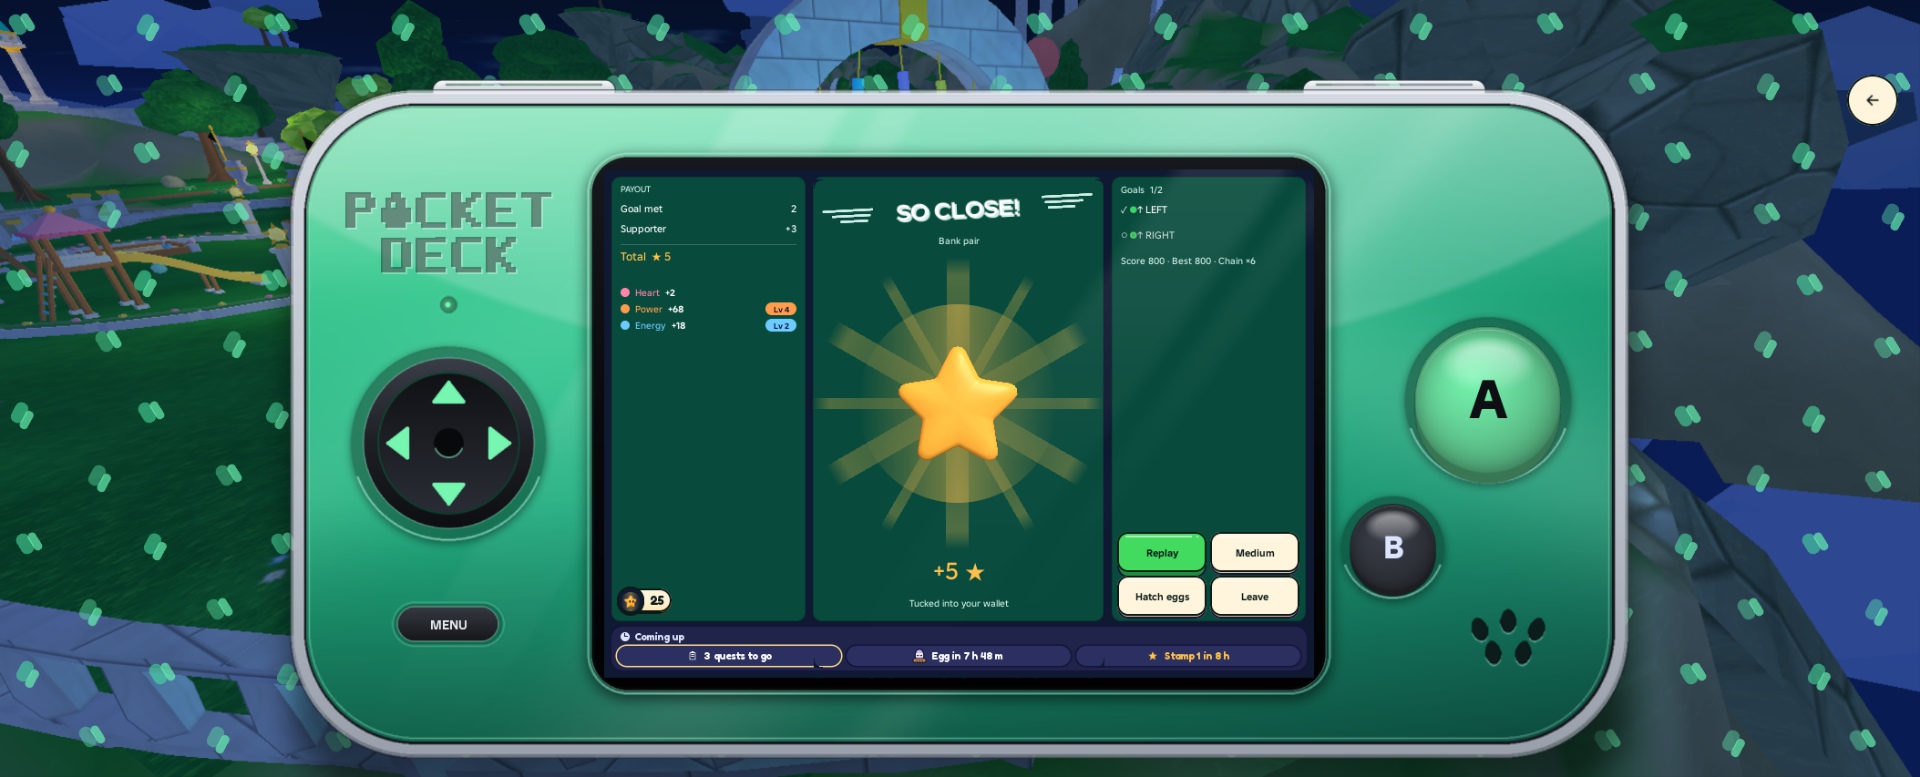 POCKET
DECK
MENU
PAYOUT
Goal met 2
Supporter +3
Total ★ 5
Heart +2
Power +68 Lv 4
Energy +18 Lv 2
25
SO CLOSE!
Bank pair
+5 ★
Tucked into your wallet
Goals 1/2
✓ ↑ LEFT
○ ↑ RIGHT
Score 800 · Best 800 · Chain ×6
Replay
Medium
Hatch eggs
Leave
Coming up
3 quests to go
Egg in 7 h 48 m
★ Stamp 1 in 8 h
A
B
←